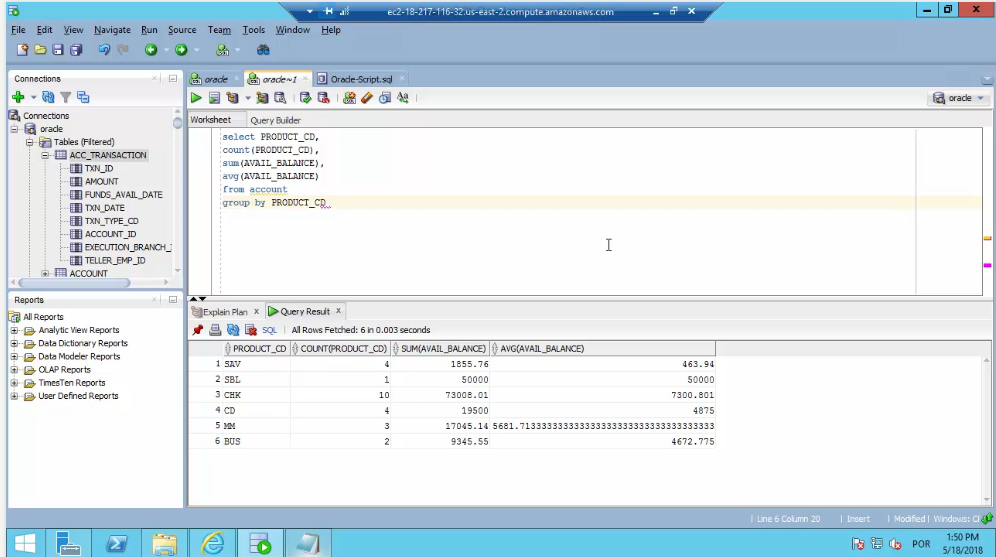 ec2-18-217-116-32.us-east-2.compute.amazonaws.com
File Edit View Navigate Run Source Team Tools Window Help
Connections
orade
orade~1
Orade-Script.sql
orade
Worksheet Query Builder
Connections
orade
Tables (Filtered)
ACC_TRANSACTION
TXN_ID
AMOUNT
FUNDS_AVAIL_DATE
TXN_DATE
TXN_TYPE_CD
ACCOUNT_ID
EXECUTION_BRANCH_
TELLER_EMP_ID
ACCOUNT
select PRODUCT_CD,
count(PRODUCT_CD),
sum(AVAIL_BALANCE),
avg(AVAIL_BALANCE)
from account
group by PRODUCT_CD
Reports
All Reports
Analytic View Reports
Data Dictionary Reports
Data Modeler Reports
OLAP Reports
TimesTen Reports
User Defined Reports
Explain Plan Query Result
SQL All Rows Fetched: 6 in 0.003 seconds
PRODUCT_CD COUNT(PRODUCT_CD) SUM(AVAIL_BALANCE) AVG(AVAIL_BALANCE)
1 SAV 4 1855.76 463.94
2 SBL 1 50000 50000
3 CHK 10 73008.01 7300.801
4 CD 4 19500 4875
5 MM 3 17045.14 5681.71333333333333333333333333333333333
6 BUS 2 9345.55 4672.775
Line 6 Column 20 Insert Modified Windows: Cl
POR
1:50 PM
5/18/2018